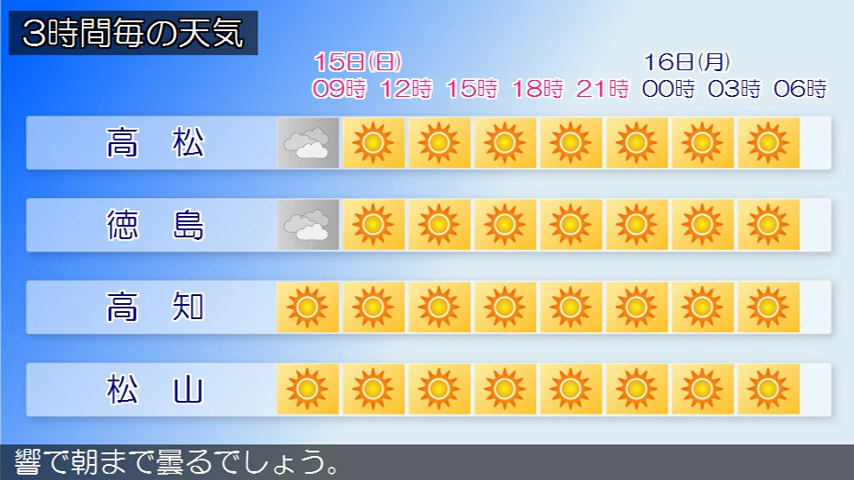 3時間毎の天気
15日(日) 16日(月)
09時 12時 15時 18時 21時 00時 03時 06時
高松
徳島
高知
松山
響で朝まで曇るでしょう。